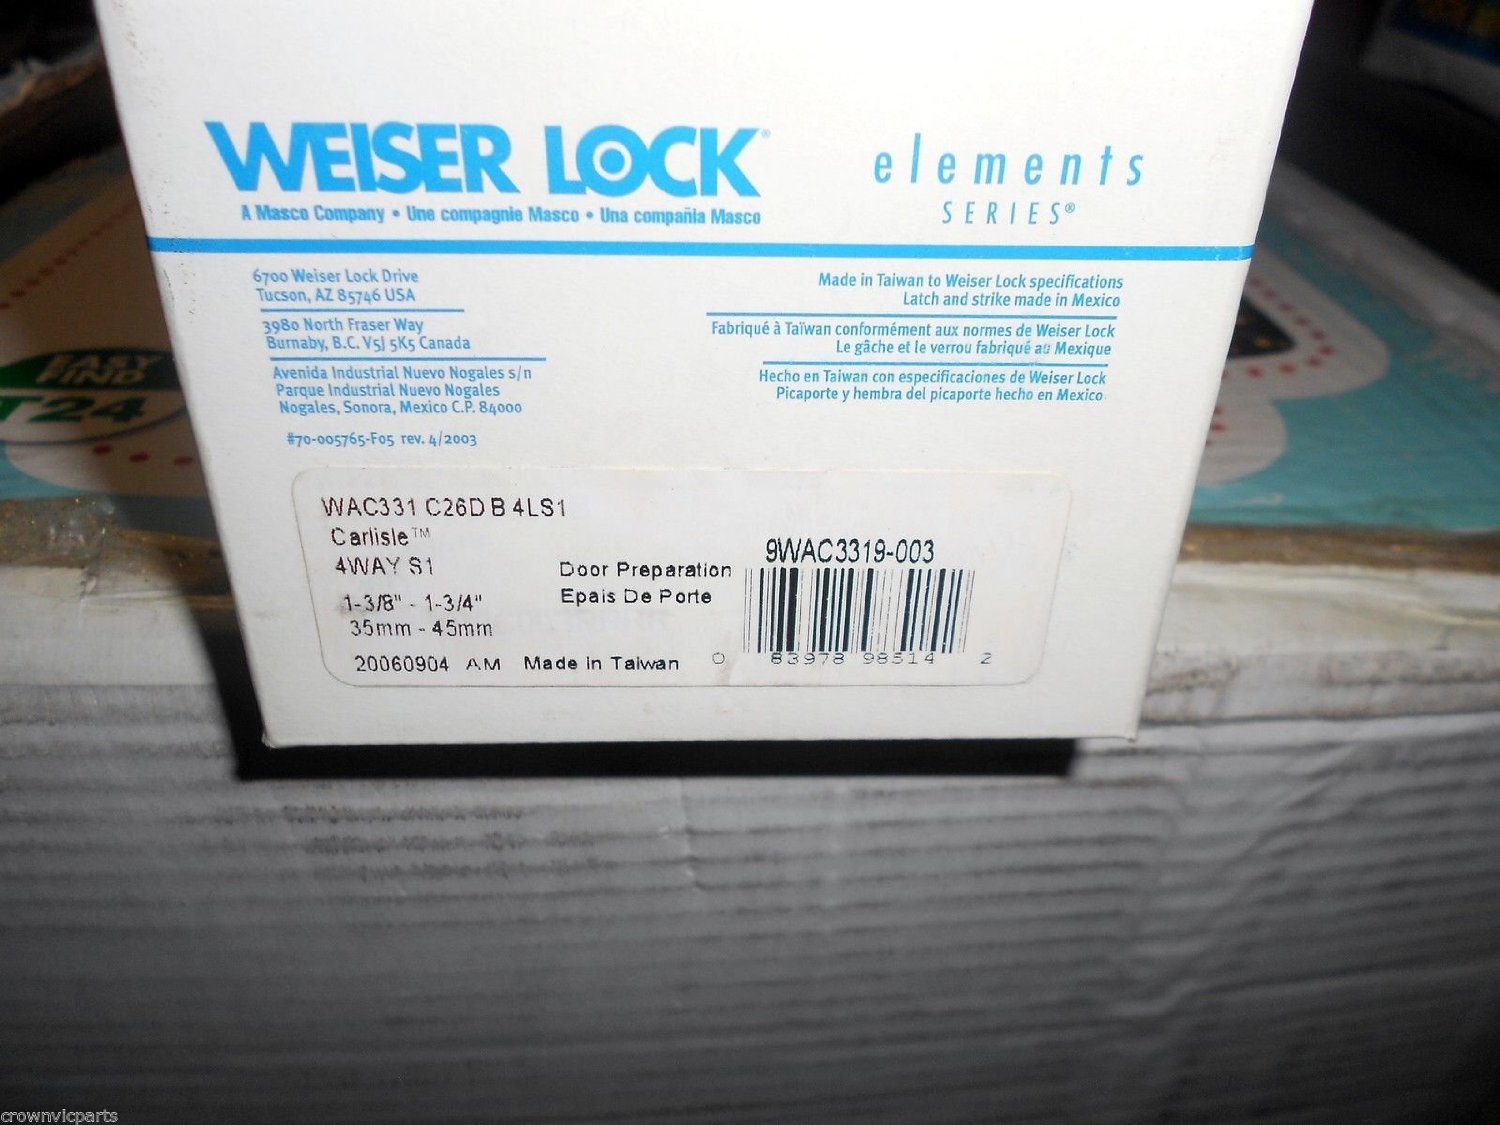 WEISER LOCK®
A Masco Company • Une compagnie Masco • Una compañia Masco
elements
SERIES®
6700 Weiser Lock Drive
Tucson, AZ 85746 USA
3980 North Fraser Way
Burnaby, B.C. V5J 5K5 Canada
Avenida Industrial Nuevo Nogales s/n
Parque Industrial Nuevo Nogales
Nogales, Sonora, Mexico C.P. 84000
#70-005765-F05 rev. 4/2003
Made in Taiwan to Weiser Lock specifications
Latch and strike made in Mexico
Fabriqué à Taïwan conformément aux normes de Weiser Lock
Le gâche et le verrou fabriqué au Mexique
Hecho en Taiwan con especificaciones de Weiser Lock
Picaporte y hembra del picaporte hecho en Mexico
WAC331 C26D B 4LS1
Carlisle™
4WAY S1
1-3/8" - 1-3/4"
35mm - 45mm
Door Preparation
Epais De Porte
20060904 AM Made in Taiwan
9WAC3319-003
0 83978 98514 2
EASY
FIND
T24
crownvicparts